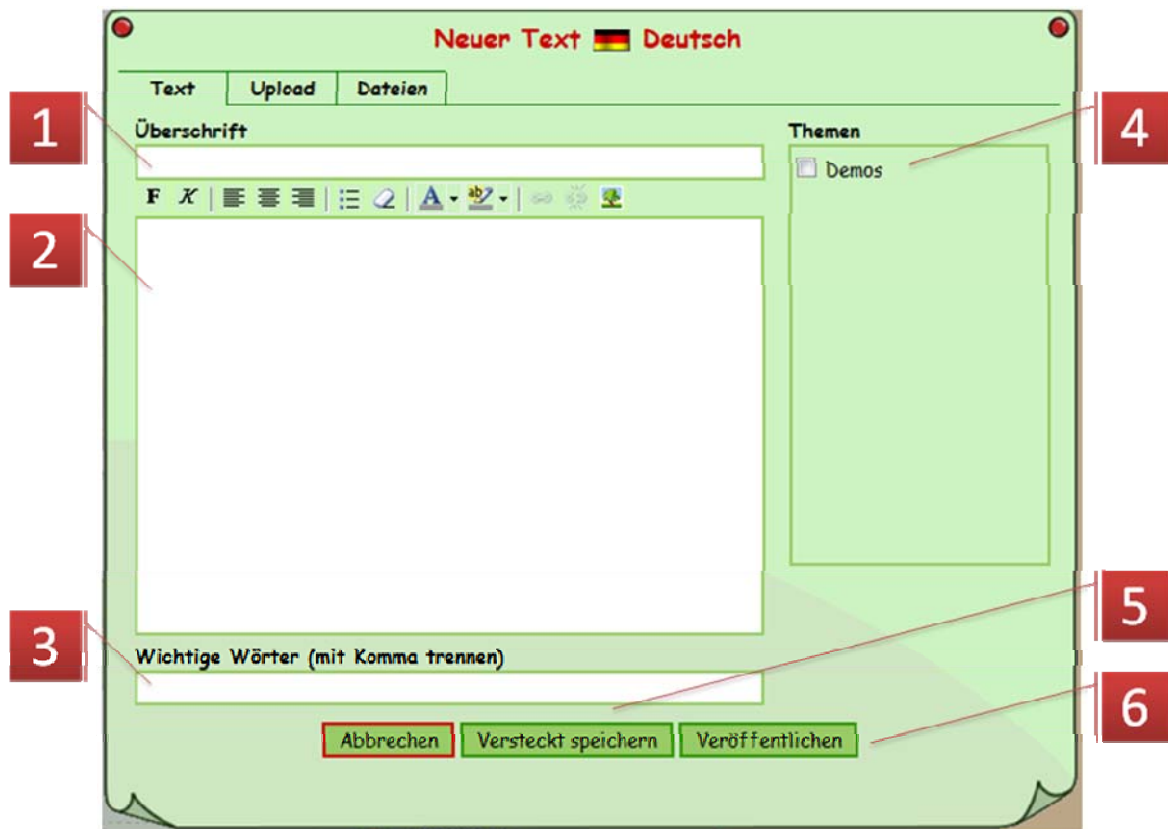 Neuer Text Deutsch
Text Upload Dateien
1
Überschrift
Themen
4
Demos
F K A ab
2
3
Wichtige Wörter (mit Komma trennen)
5
6
Abbrechen Versteckt speichern Veröffentlichen